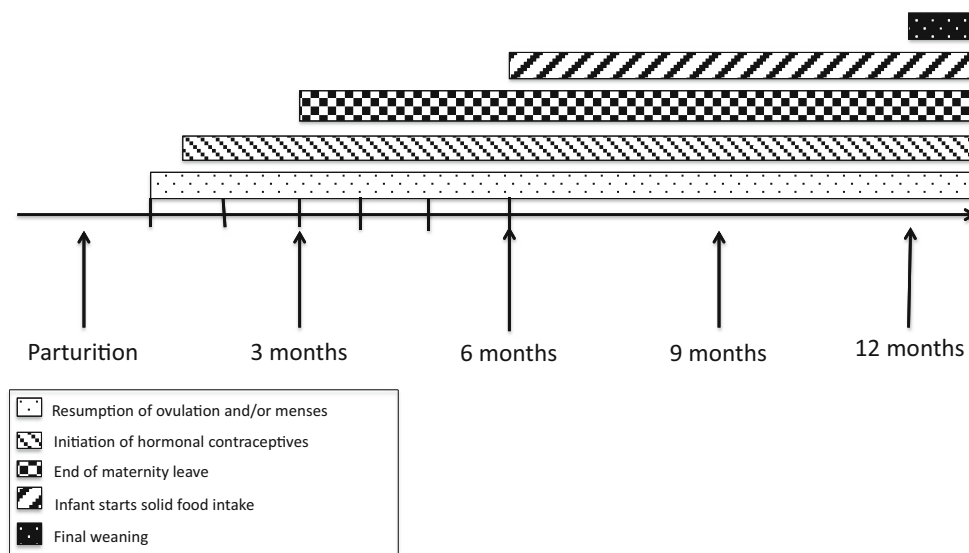 Parturition
3 months
6 months
9 months
12 months
Resumption of ovulation and/or menses
Initiation of hormonal contraceptives
End of maternity leave
Infant starts solid food intake
Final weaning